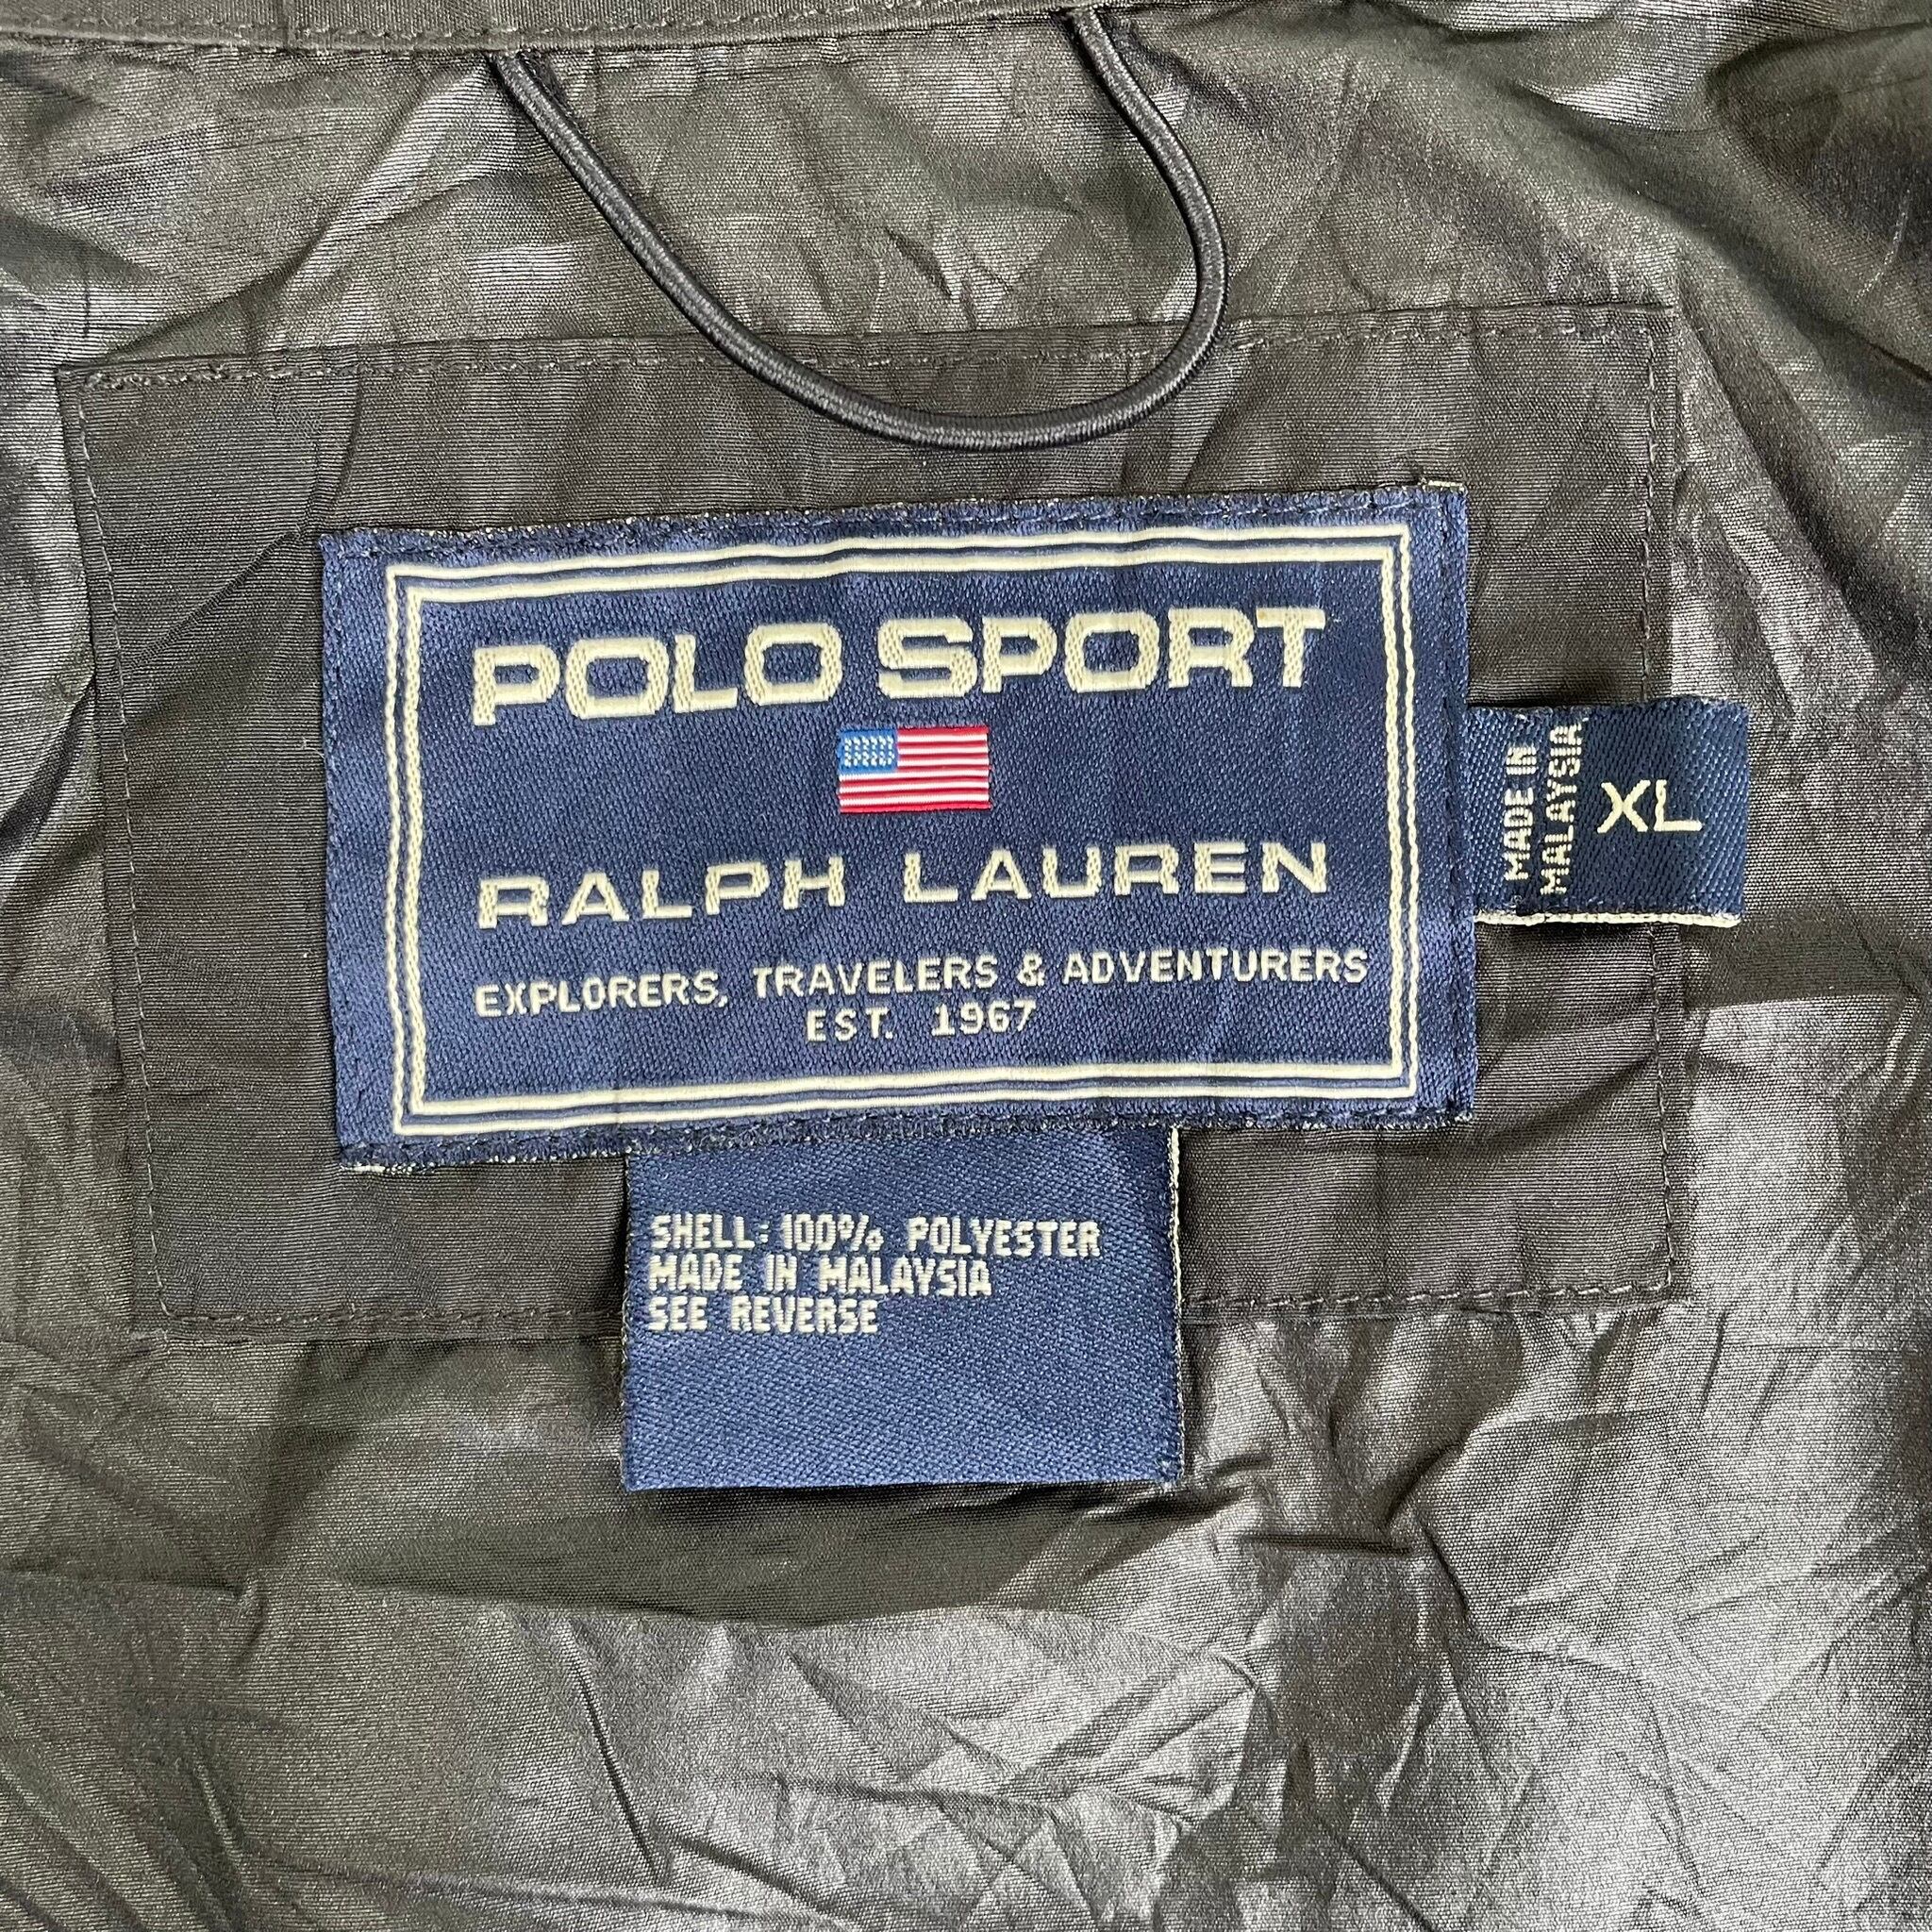 POLO SPORT
RALPH LAUREN
EXPLORERS, TRAVELERS & ADVENTURERS
EST. 1967
MADE IN
MALAYSIA
XL
SHELL: 100% POLYESTER
MADE IN MALAYSIA
SEE REVERSE